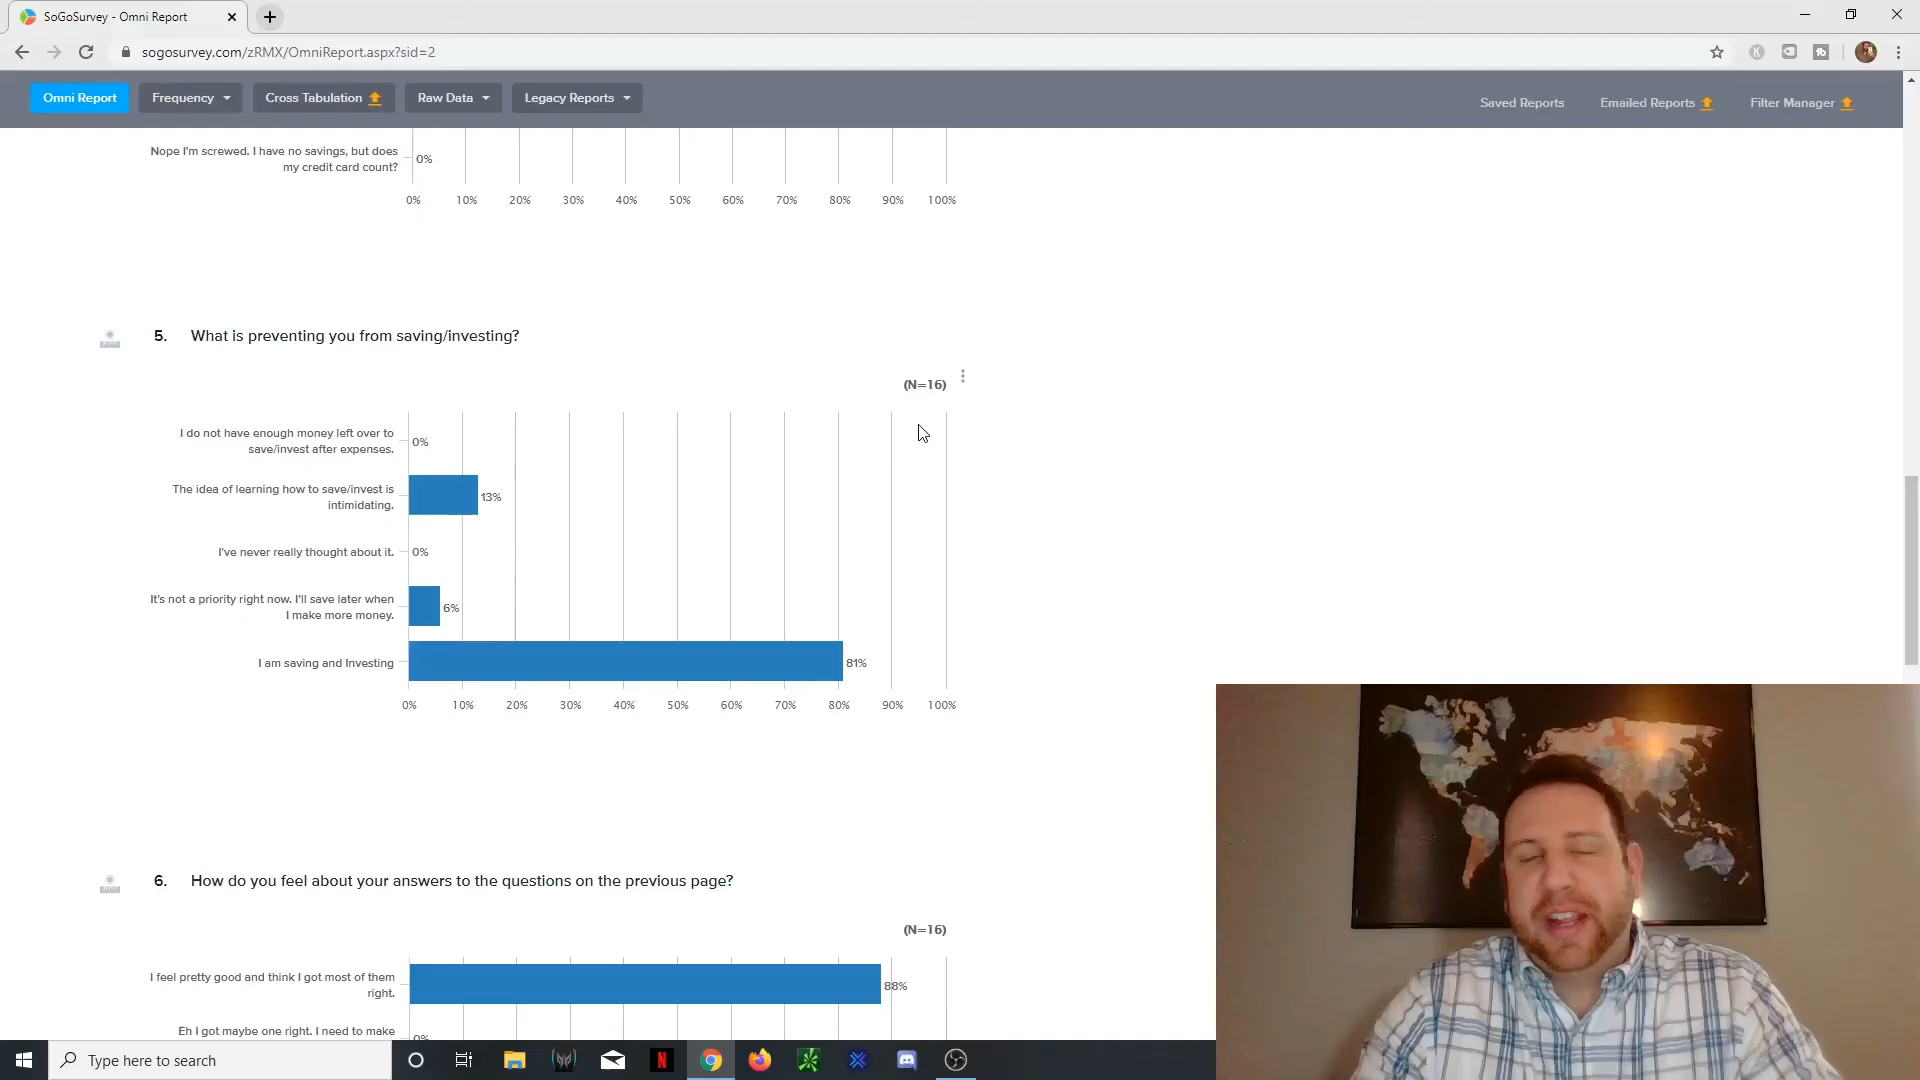 SoGoSurvey - Omni Report
sogosurvey.com/zRMX/OmniReport.aspx?sid=2
Omni Report
Frequency
Cross Tabulation
Raw Data
Legacy Reports
Saved Reports
Emailed Reports
Filter Manager
Nope I'm screwed. I have no savings, but does
my credit card count?
0%
0% 10% 20% 30% 40% 50% 60% 70% 80% 90% 100%
5. What is preventing you from saving/investing?
(N=16)
I do not have enough money left over to
save/invest after expenses.
0%
The idea of learning how to save/invest is
intimidating.
13%
I've never really thought about it.
0%
It's not a priority right now. I'll save later when
I make more money.
6%
I am saving and Investing
81%
0% 10% 20% 30% 40% 50% 60% 70% 80% 90% 100%
6. How do you feel about your answers to the questions on the previous page?
(N=16)
I feel pretty good and think I got most of them
right.
88%
Eh I got maybe one right. I need to make
0%
Type here to search